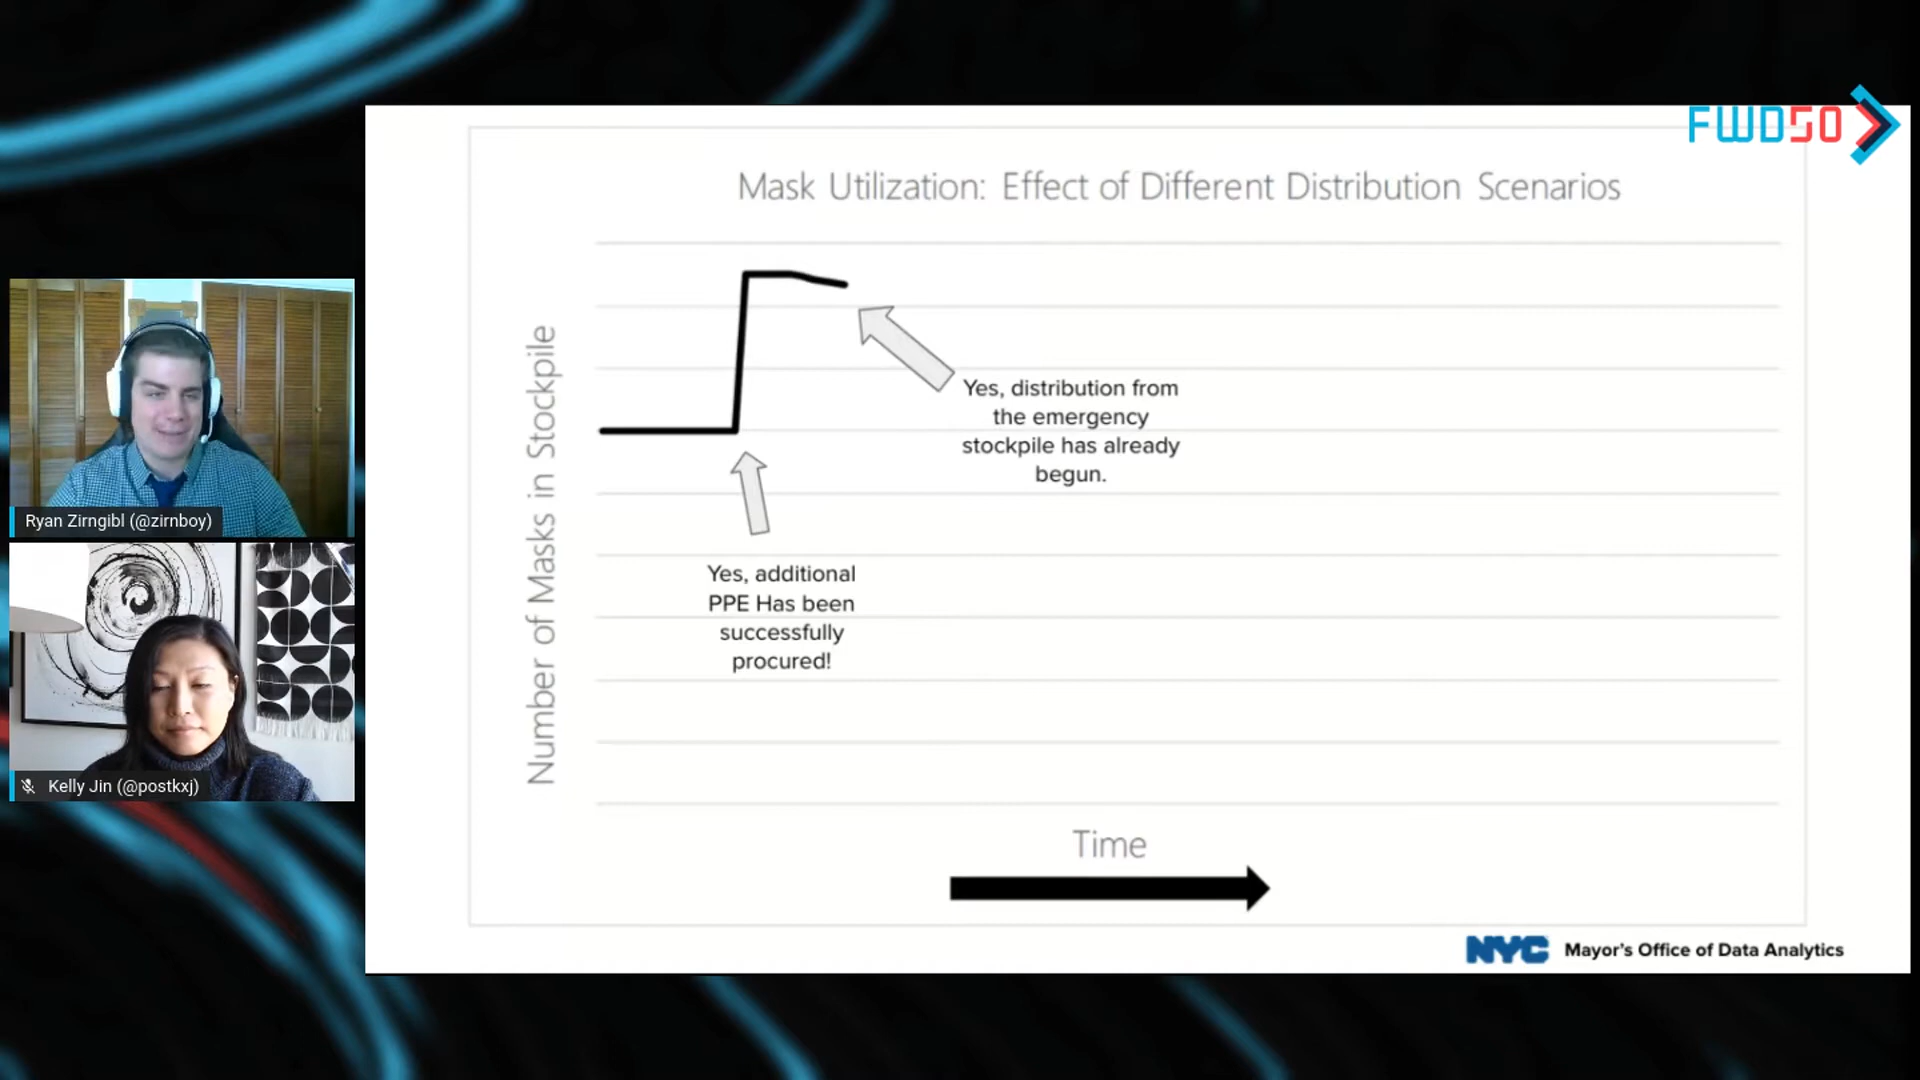 FWD50
Mask Utilization: Effect of Different Distribution Scenarios
Number of Masks in Stockpile
Yes, distribution from
the emergency
stockpile has already
begun.
Yes, additional
PPE Has been
successfully
procured!
Time
NYC Mayor's Office of Data Analytics
Ryan Zirngibl (@zirnboy)
Kelly Jin (@postkxj)